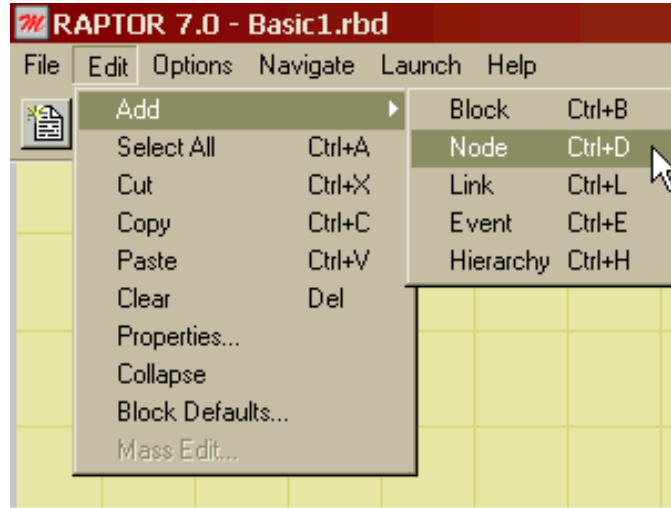 RAPTOR 7.0 - Basic1.rbd
File Edit Options Navigate Launch Help
Add Block Ctrl+B
Select All Ctrl+A Node Ctrl+D
Cut Ctrl+X Link Ctrl+L
Copy Ctrl+C Event Ctrl+E
Paste Ctrl+V Hierarchy Ctrl+H
Clear Del
Properties...
Collapse
Block Defaults...
Mass Edit...